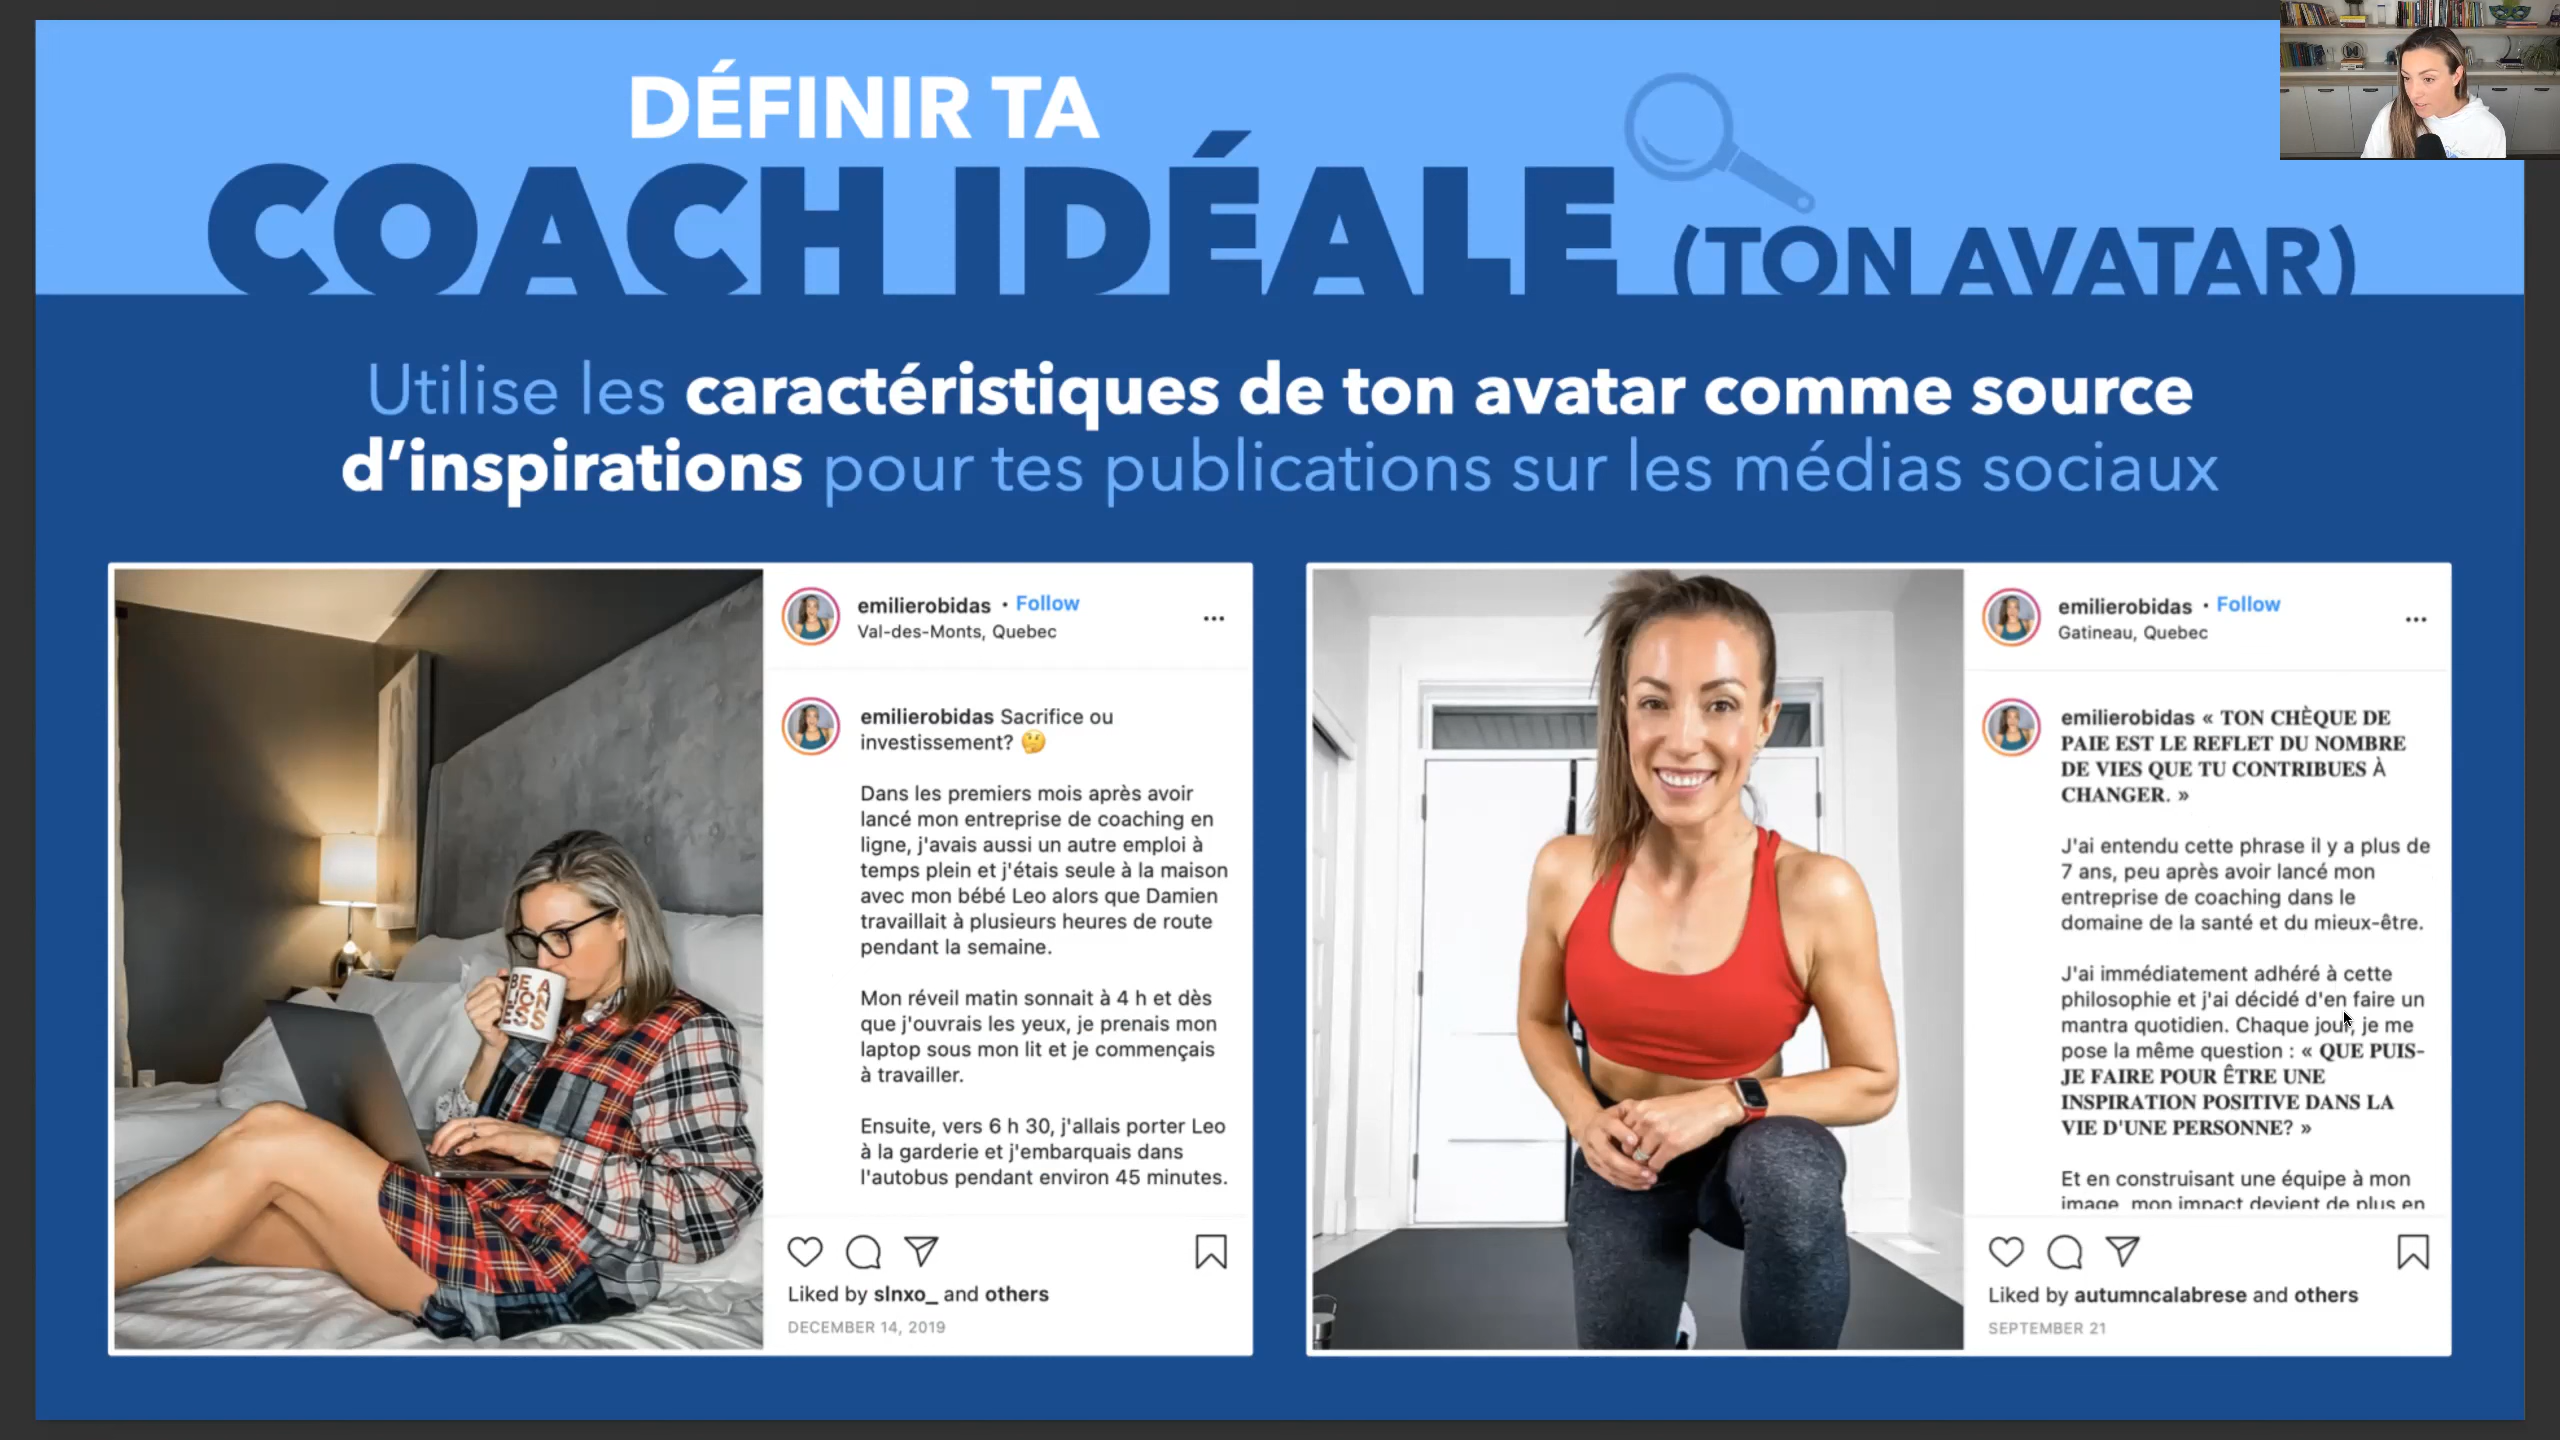 DÉFINIR TA
COACH IDÉALE (TON AVATAR)
Utilise les caractéristiques de ton avatar comme source
d’inspirations pour tes publications sur les médias sociaux
BE A
LION
ESS
emilierobidas • Follow
Val-des-Monts, Quebec
emilierobidas Sacrifice ou
investissement? 🤔
Dans les premiers mois après avoir
lancé mon entreprise de coaching en
ligne, j'avais aussi un autre emploi à
temps plein et j'étais seule à la maison
avec mon bébé Leo alors que Damien
travaillait à plusieurs heures de route
pendant la semaine.
Mon réveil matin sonnait à 4 h et dès
que j'ouvrais les yeux, je prenais mon
laptop sous mon lit et je commençais
à travailler.
Ensuite, vers 6 h 30, j'allais porter Leo
à la garderie et j'embarquais dans
l'autobus pendant environ 45 minutes.
Liked by slnxo_ and others
DECEMBER 14, 2019
emilierobidas • Follow
Gatineau, Quebec
emilierobidas « TON CHÈQUE DE
PAIE EST LE REFLET DU NOMBRE
DE VIES QUE TU CONTRIBUES À
CHANGER. »
J'ai entendu cette phrase il y a plus de
7 ans, peu après avoir lancé mon
entreprise de coaching dans le
domaine de la santé et du mieux-être.
J'ai immédiatement adhéré à cette
philosophie et j'ai décidé d'en faire un
mantra quotidien. Chaque jour, je me
pose la même question : « QUE PUIS-
JE FAIRE POUR ÊTRE UNE
INSPIRATION POSITIVE DANS LA
VIE D'UNE PERSONNE? »
Et en construisant une équipe à mon
image, mon impact devient de plus en
Liked by autumncalabrese and others
SEPTEMBER 21